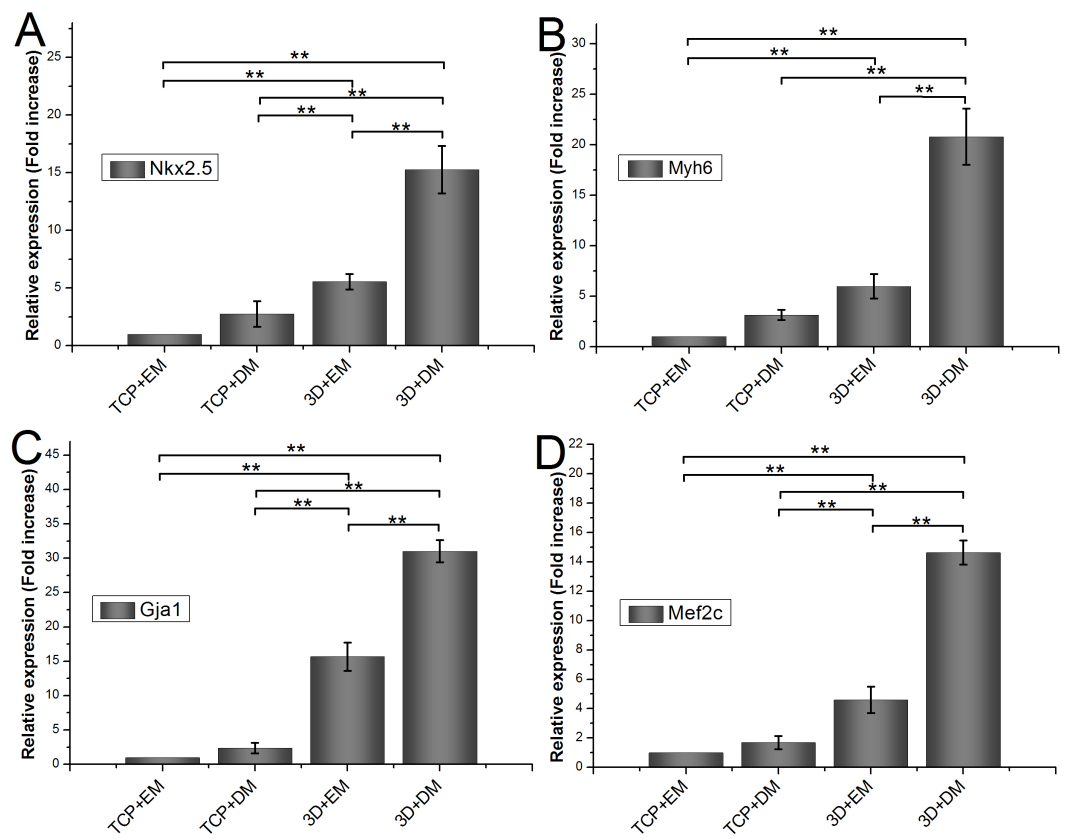 A
Relative expression (Fold increase)
25
20
15
10
5
0
Nkx2.5
**
**
**
**
**
TCP+EM
TCP+DM
3D+EM
3D+DM
B
Relative expression (Fold increase)
30
25
20
15
10
5
0
Myh6
**
**
**
**
TCP+EM
TCP+DM
3D+EM
3D+DM
C
Relative expression (Fold increase)
45
40
35
30
25
20
15
10
5
0
Gja1
**
**
**
**
**
TCP+EM
TCP+DM
3D+EM
3D+DM
D
Relative expression (Fold increase)
22
20
18
16
14
12
10
8
6
4
2
0
Mef2c
**
**
**
**
**
TCP+EM
TCP+DM
3D+EM
3D+DM